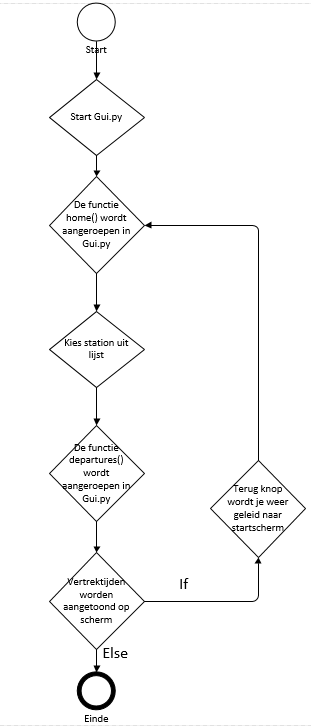 Start
Start Gui.py
De functie
home() wordt
aangeroepen in
Gui.py
Kies station uit
lijst
De functie
departures()
wordt
aangeroepen in
Gui.py
Terug knop
wordt je weer
geleid naar
startscherm
Vertrektijden
worden
aangetoond op
scherm
If
Else
Einde